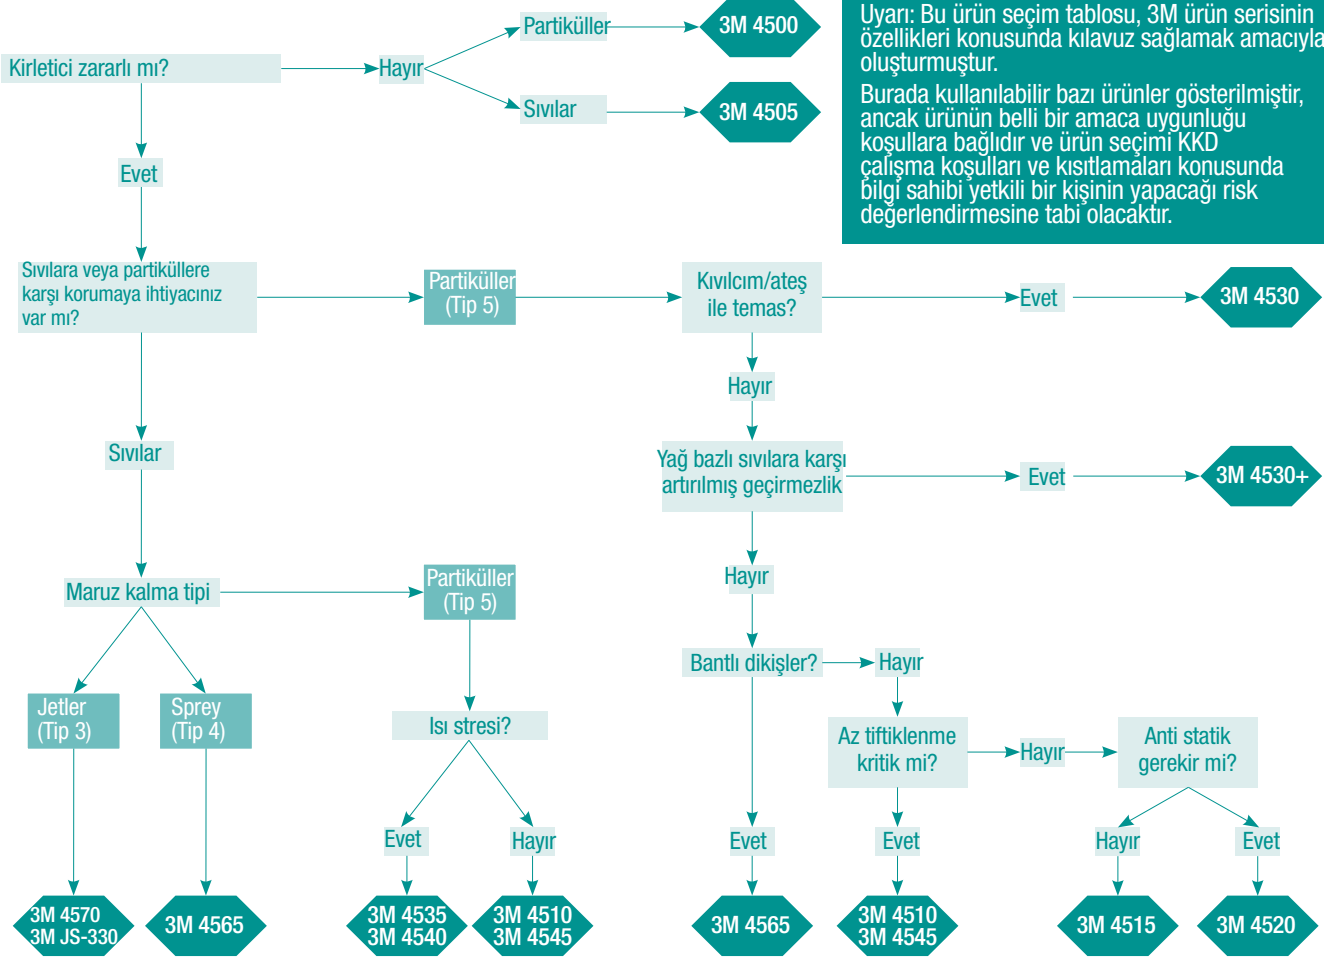 Partiküller
3M 4500
Kirletici zararlı mı?
Hayır
Sıvılar
3M 4505
Uyarı: Bu ürün seçim tablosu, 3M ürün serisinin
özellikleri konusunda kılavuz sağlamak amacıyla
oluşturmuştur.
Burada kullanılabilir bazı ürünler gösterilmiştir,
ancak ürünün belli bir amaca uygunluğu
koşullara bağlıdır ve ürün seçimi KKD
çalışma koşulları ve kısıtlamaları konusunda
bilgi sahibi yetkili bir kişinin yapacağı risk
değerlendirmesine tabi olacaktır.
Evet
Sıvılara veya partiküllere
karşı korumaya ihtiyacınız
var mı?
Partiküller
(Tip 5)
Kıvılcım/ateş
ile temas?
Evet
3M 4530
Hayır
Sıvılar
Yağ bazlı sıvılara karşı
artırılmış geçirmezlik
Evet
3M 4530+
Hayır
Maruz kalma tipi
Partiküller
(Tip 5)
Bantlı dikişler?
Hayır
Jetler
(Tip 3)
Sprey
(Tip 4)
Isı stresi?
Az tiftiklenme
kritik mi?
Hayır
Anti statik
gerekir mi?
Evet
Hayır
Evet
Evet
Hayır
Evet
3M 4570
3M JS-330
3M 4565
3M 4535
3M 4540
3M 4510
3M 4545
3M 4565
3M 4510
3M 4545
3M 4515
3M 4520